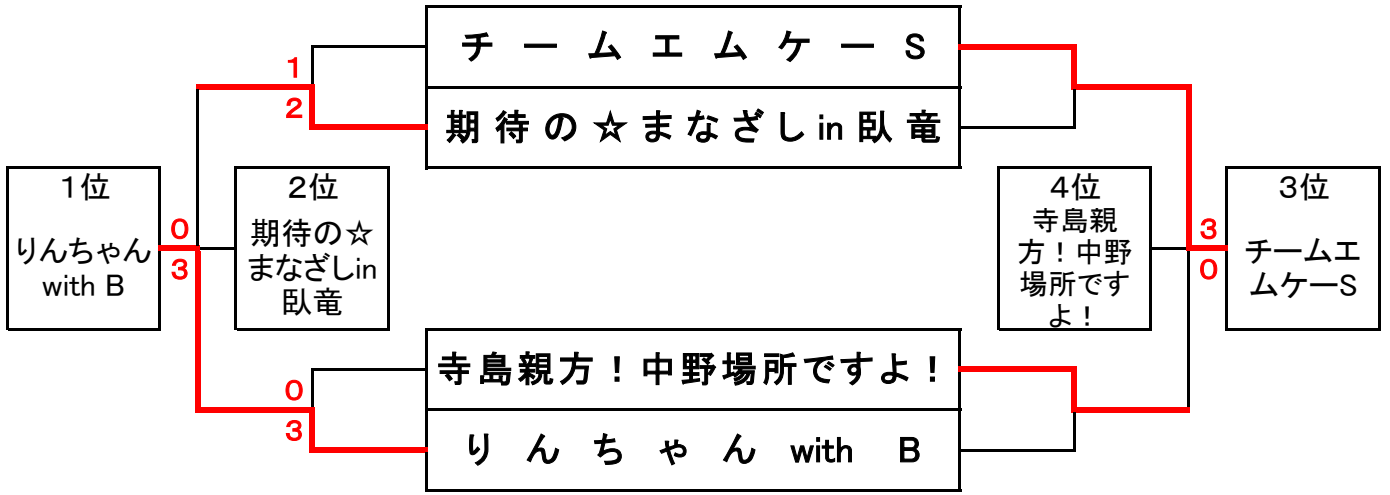 チームエムケーS
1
2
期待の☆まなざしin臥竜
１位
りんちゃん
with B
0
3
２位
期待の☆
まなざしin
臥竜
４位
寺島親
方！中野
場所です
よ！
3
0
３位
チームエ
ムケーS
寺島親方！中野場所ですよ！
0
3
りんちゃん with B